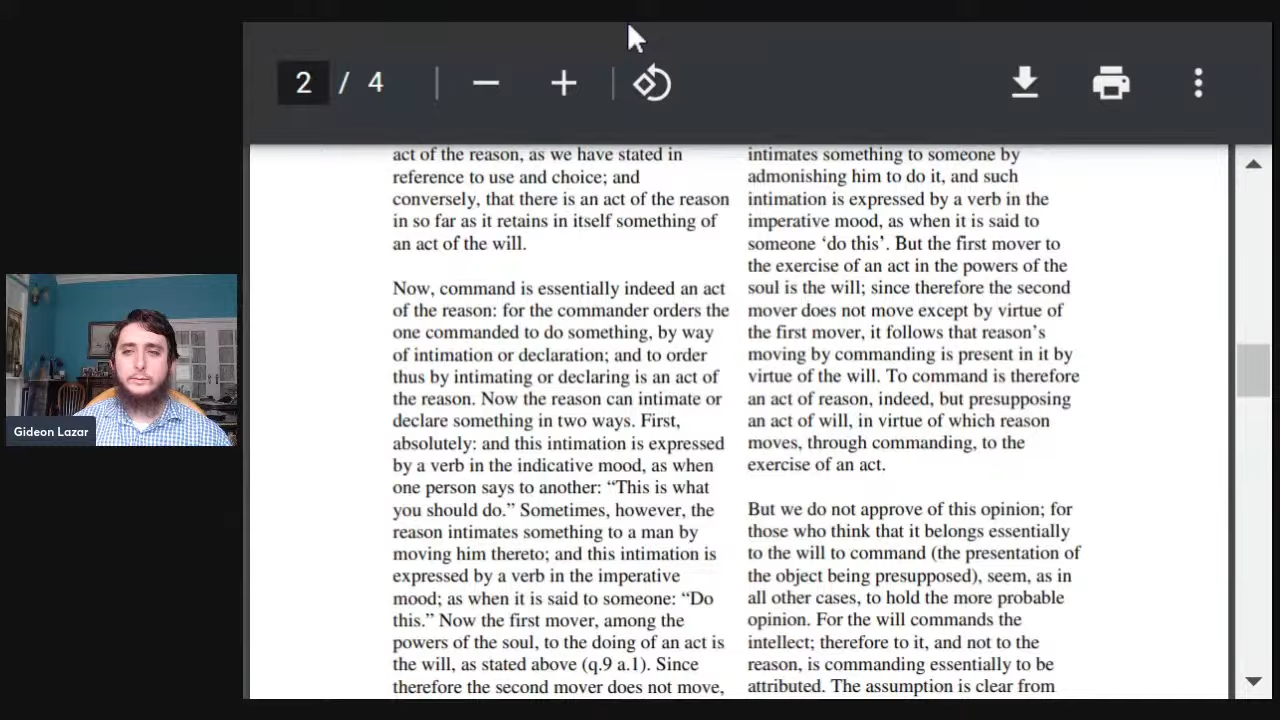 2 / 4
act of the reason, as we have stated in
reference to use and choice; and
conversely, that there is an act of the reason
in so far as it retains in itself something of
an act of the will.
Now, command is essentially indeed an act
of the reason: for the commander orders the
one commanded to do something, by way
of intimation or declaration; and to order
thus by intimating or declaring is an act of
the reason. Now the reason can intimate or
declare something in two ways. First,
absolutely: and this intimation is expressed
by a verb in the indicative mood, as when
one person says to another: “This is what
you should do.” Sometimes, however, the
reason intimates something to a man by
moving him thereto; and this intimation is
expressed by a verb in the imperative
mood; as when it is said to someone: “Do
this.” Now the first mover, among the
powers of the soul, to the doing of an act is
the will, as stated above (q.9 a.1). Since
therefore the second mover does not move,
intimates something to someone by
admonishing him to do it, and such
intimation is expressed by a verb in the
imperative mood, as when it is said to
someone ‘do this’. But the first mover to
the exercise of an act in the powers of the
soul is the will; since therefore the second
mover does not move except by virtue of
the first mover, it follows that reason’s
moving by commanding is present in it by
virtue of the will. To command is therefore
an act of reason, indeed, but presupposing
an act of will, in virtue of which reason
moves, through commanding, to the
exercise of an act.
But we do not approve of this opinion; for
those who think that it belongs essentially
to the will to command (the presentation of
the object being presupposed), seem, as in
all other cases, to hold the more probable
opinion. For the will commands the
intellect; therefore to it, and not to the
reason, is commanding essentially to be
attributed. The assumption is clear from
Gideon Lazar